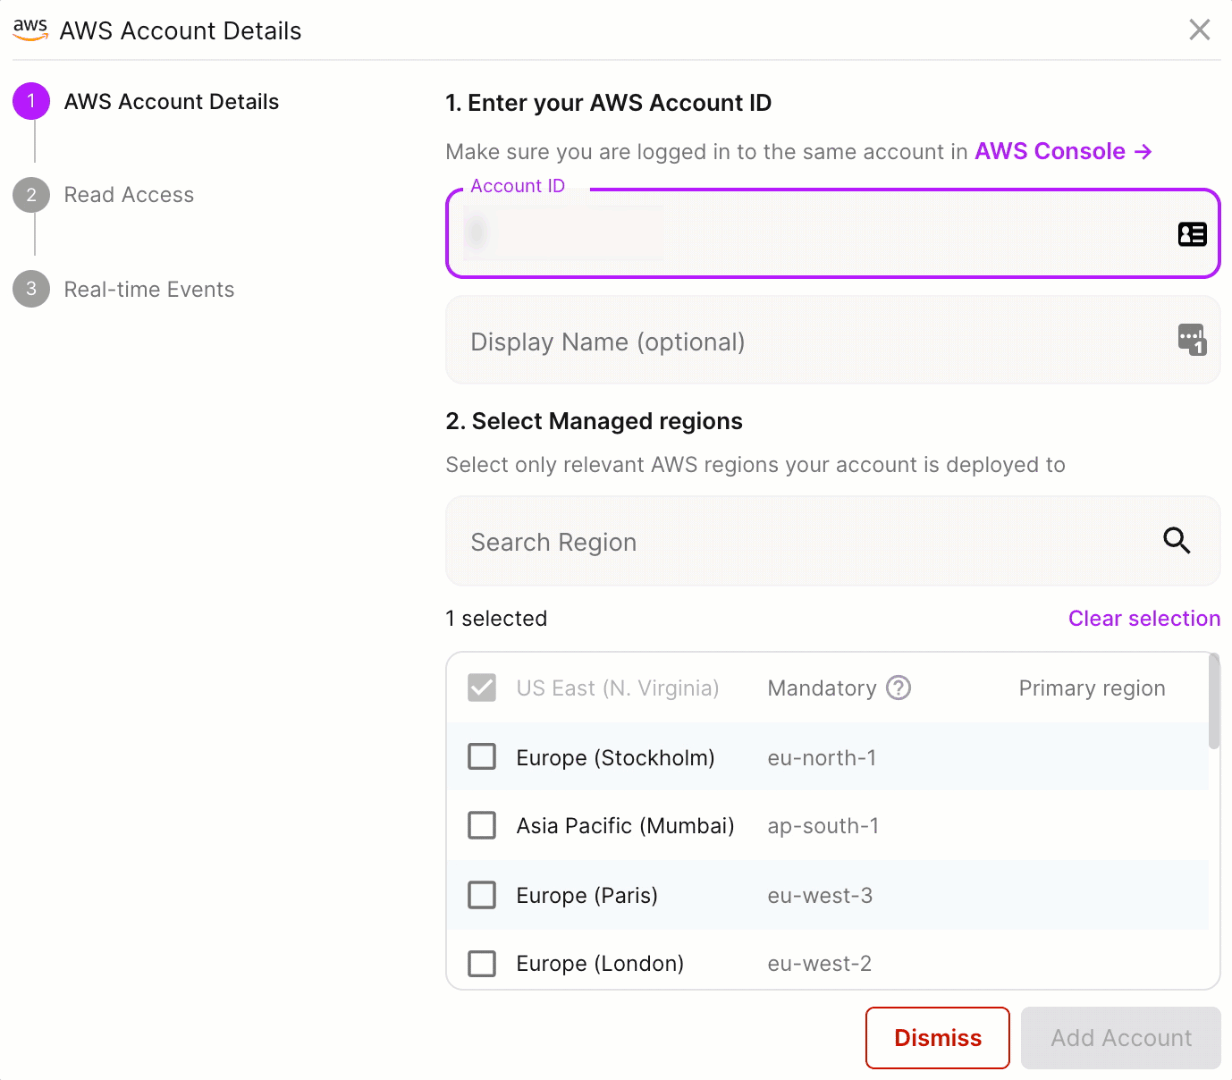 aws AWS Account Details
1 AWS Account Details
2 Read Access
3 Real-time Events
1. Enter your AWS Account ID
Make sure you are logged in to the same account in AWS Console →
Account ID
Display Name (optional)
1
2. Select Managed regions
Select only relevant AWS regions your account is deployed to
Search Region
1 selected Clear selection
US East (N. Virginia) Mandatory ? Primary region
Europe (Stockholm) eu-north-1
Asia Pacific (Mumbai) ap-south-1
Europe (Paris) eu-west-3
Europe (London) eu-west-2
Dismiss Add Account